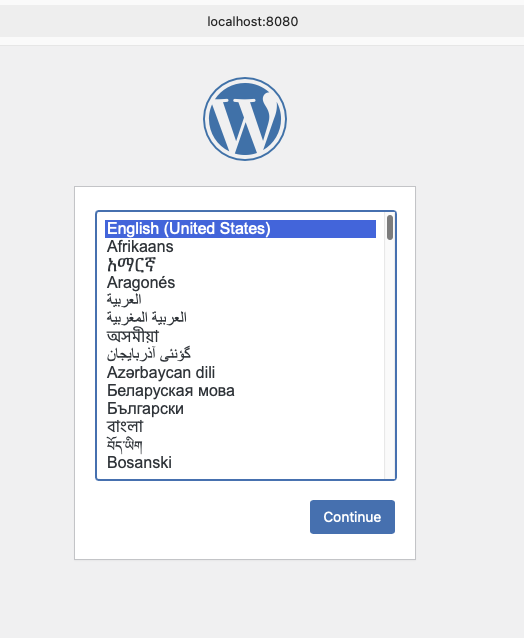 localhost:8080
English (United States)
Afrikaans
አማርኛ
Aragonés
العربية
العربية المغربية
অসমীয়া
گؤنئی آذربایجان
Azərbaycan dili
Беларуская мова
Български
বাংলা
བོད་ཡིག
Bosanski
Continue